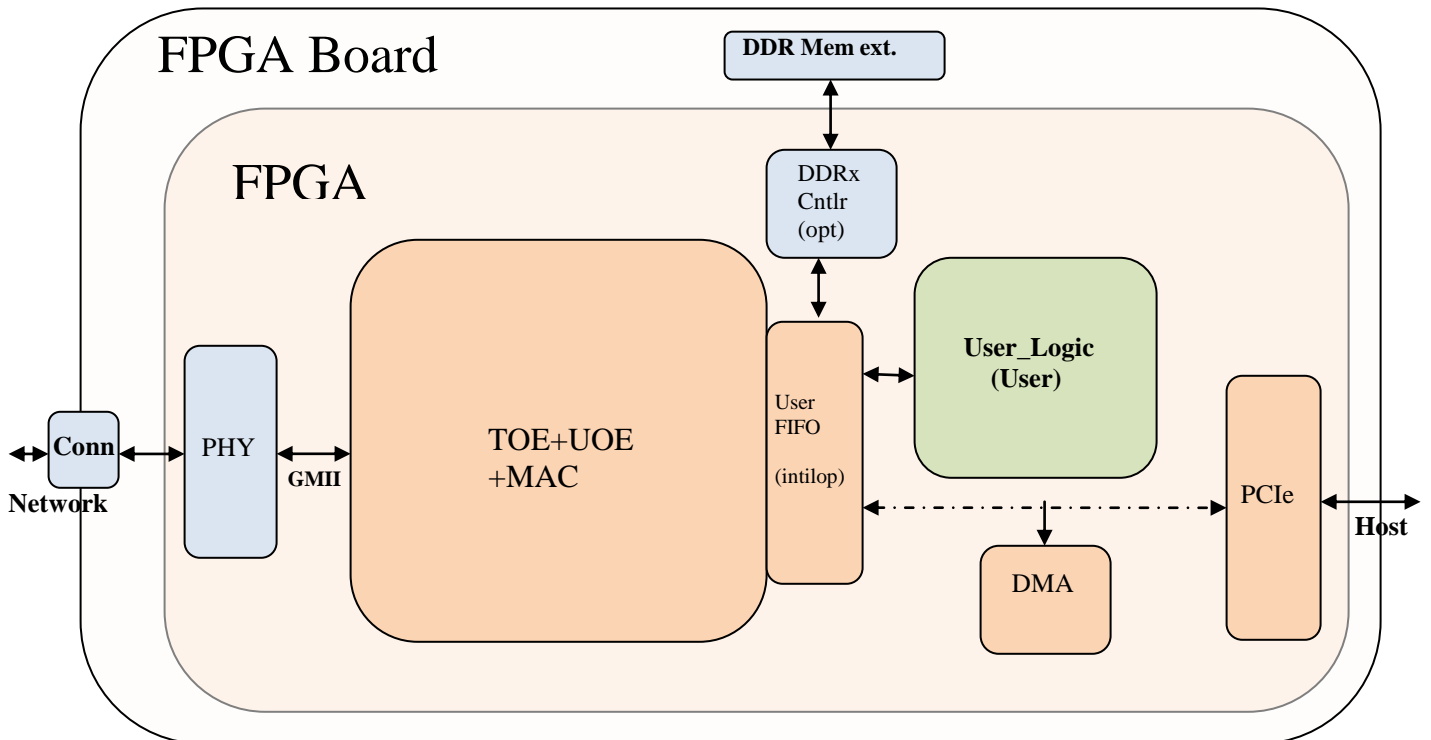 FPGA Board
DDR Mem ext.
FPGA
DDRx
Cntlr
(opt)
User_Logic
(User)
User
FIFO
(intilop)
TOE+UOE
+MAC
Conn
PHY
GMII
Network
PCIe
Host
DMA